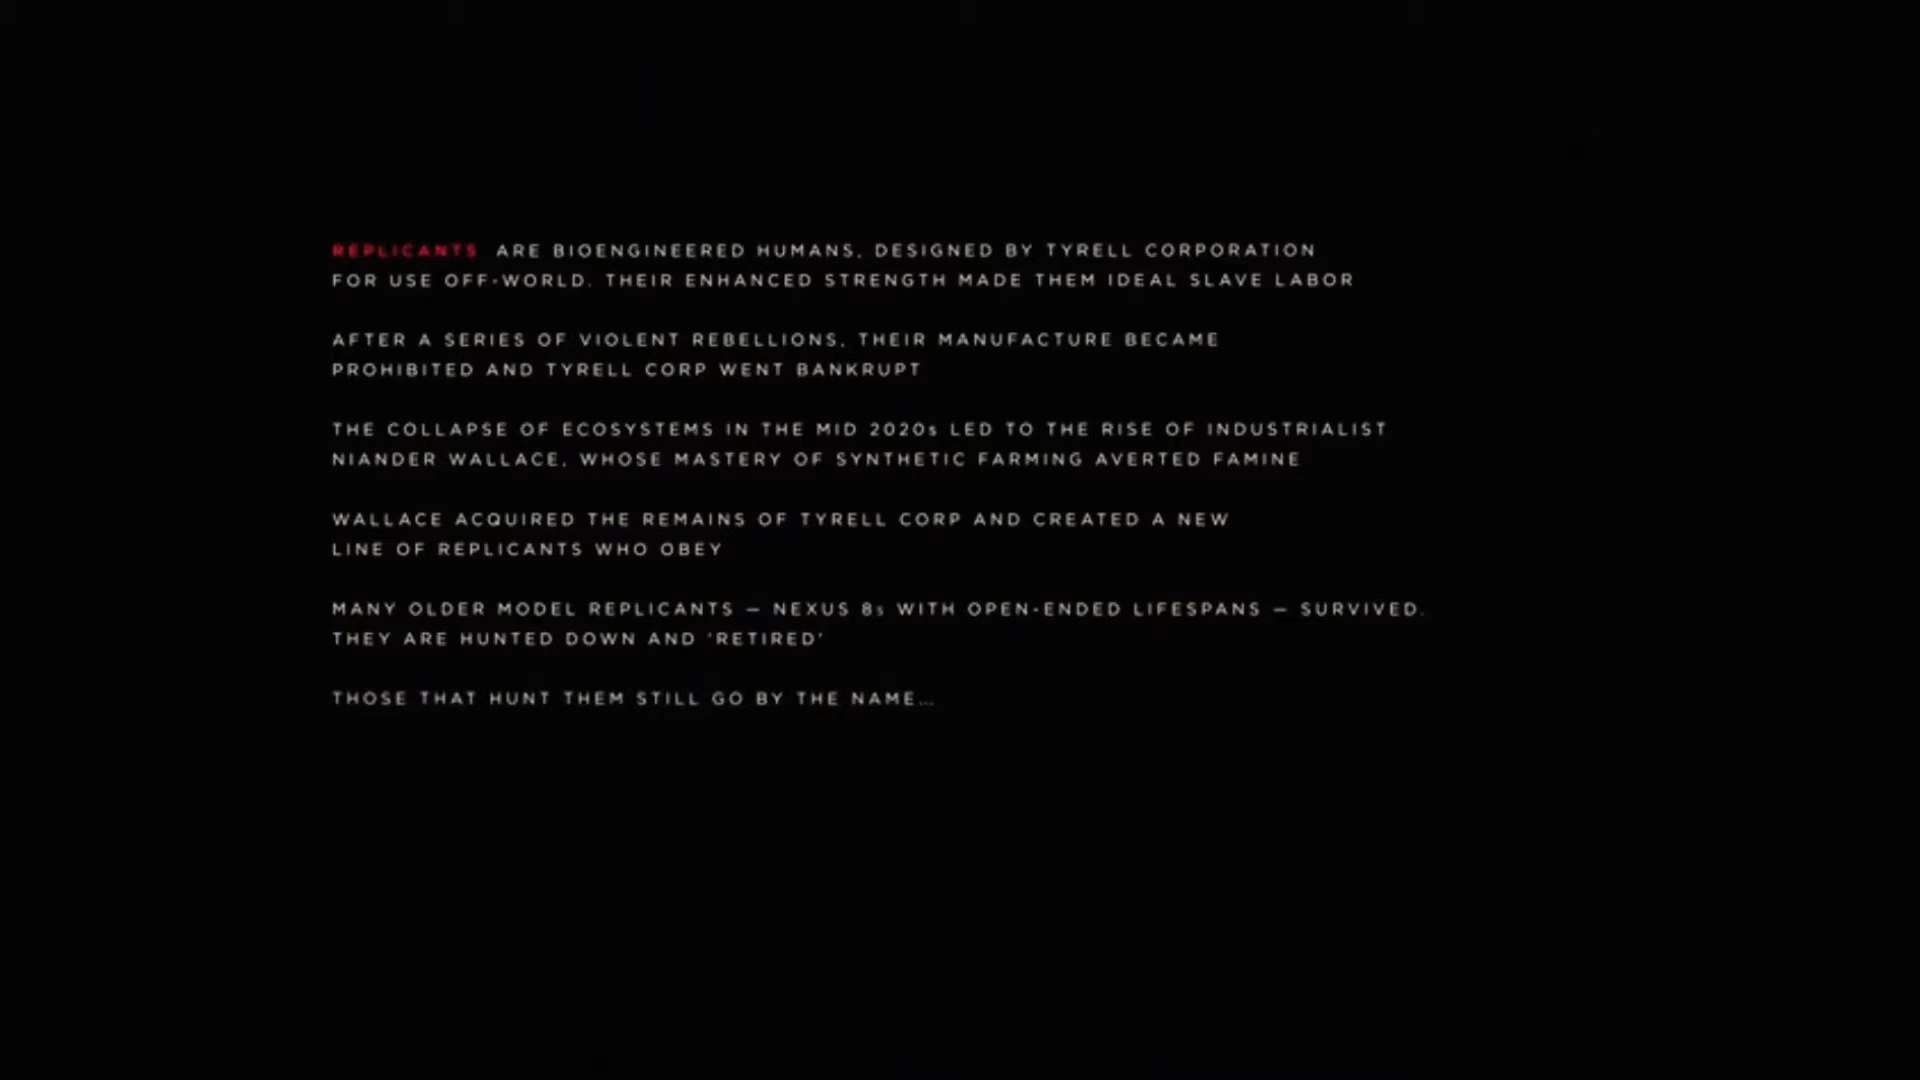 REPLICANTS ARE BIOENGINEERED HUMANS, DESIGNED BY TYRELL CORPORATION
FOR USE OFF-WORLD. THEIR ENHANCED STRENGTH MADE THEM IDEAL SLAVE LABOR
AFTER A SERIES OF VIOLENT REBELLIONS, THEIR MANUFACTURE BECAME
PROHIBITED AND TYRELL CORP WENT BANKRUPT
THE COLLAPSE OF ECOSYSTEMS IN THE MID 2020s LED TO THE RISE OF INDUSTRIALIST
NIANDER WALLACE, WHOSE MASTERY OF SYNTHETIC FARMING AVERTED FAMINE
WALLACE ACQUIRED THE REMAINS OF TYRELL CORP AND CREATED A NEW
LINE OF REPLICANTS WHO OBEY
MANY OLDER MODEL REPLICANTS – NEXUS 8s WITH OPEN-ENDED LIFESPANS – SURVIVED.
THEY ARE HUNTED DOWN AND 'RETIRED'
THOSE THAT HUNT THEM STILL GO BY THE NAME…